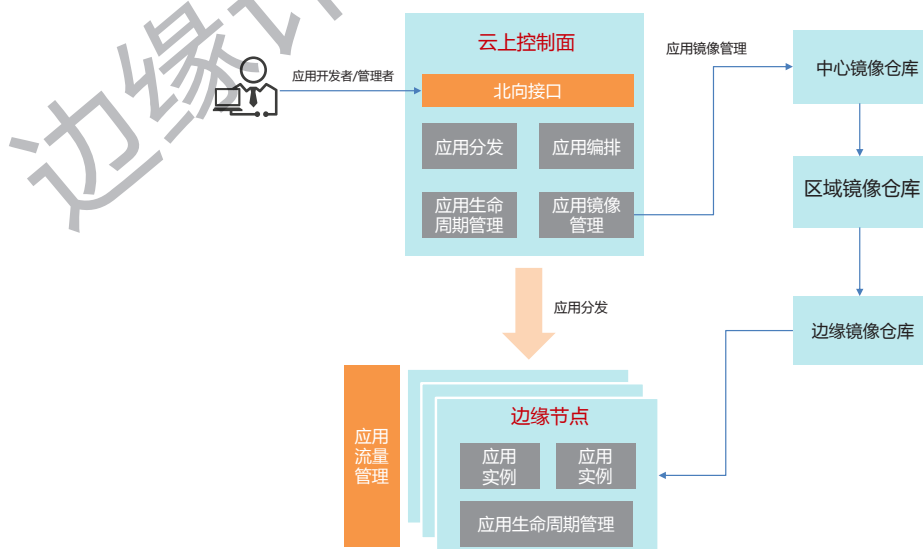 边缘计
云上控制面
应用镜像管理
中心镜像仓库
应用开发者/管理者
北向接口
应用分发
应用编排
区域镜像仓库
应用生命
周期管理
应用镜像
管理
应用分发
边缘镜像仓库
应用
流量
管理
边缘节点
应用
实例
应用
实例
应用生命周期管理